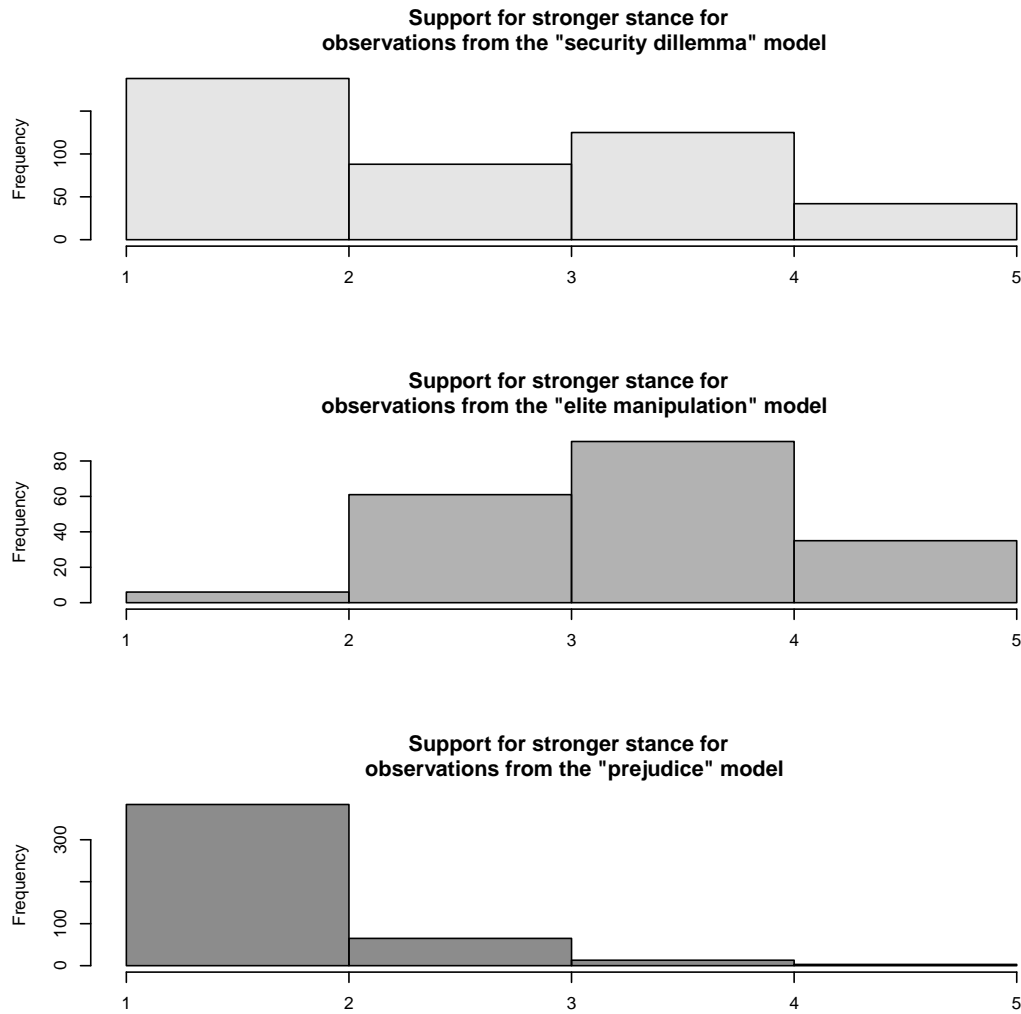 Support for stronger stance for
observations from the "security dillemma" model
Frequency
0
50
100
1
2
3
4
5
Support for stronger stance for
observations from the "elite manipulation" model
Frequency
0
20
40
60
80
1
2
3
4
5
Support for stronger stance for
observations from the "prejudice" model
Frequency
0
100
300
1
2
3
4
5